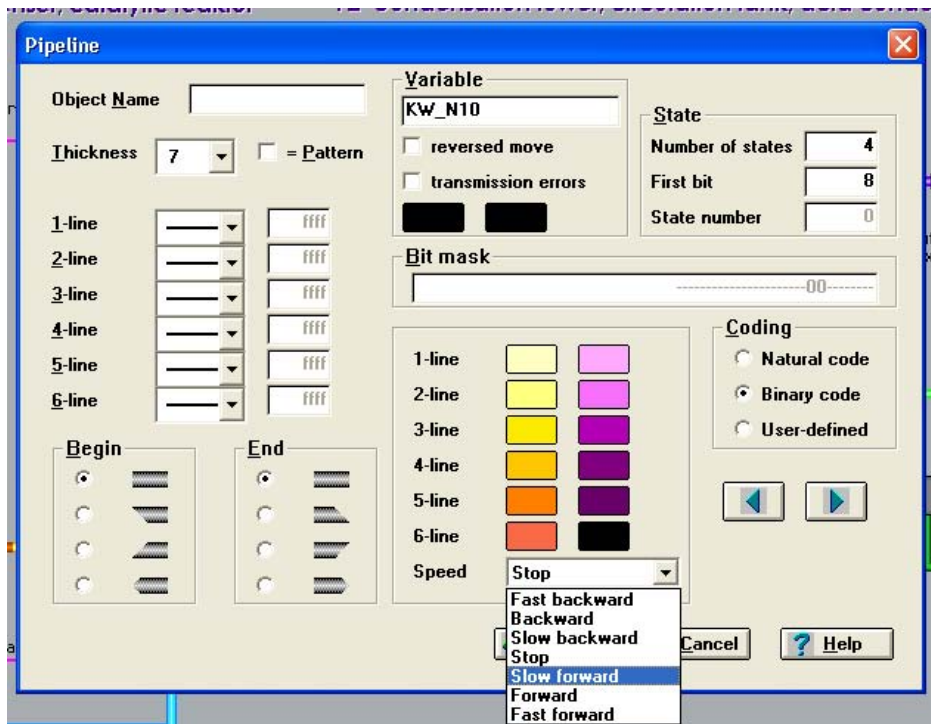 Pipeline
Object Name
Thickness 7 = Pattern
1-line ffff
2-line ffff
3-line ffff
4-line ffff
5-line ffff
6-line ffff
Begin
End
Variable
KW_N10
reversed move
transmission errors
State
Number of states 4
First bit 8
State number 0
Bit mask
---------------------00--------
1-line
2-line
3-line
4-line
5-line
6-line
Speed Stop
Fast backward
Backward
Slow backward
Stop
Slow forward
Forward
Fast forward
Coding
Natural code
Binary code
User-defined
Cancel
? Help